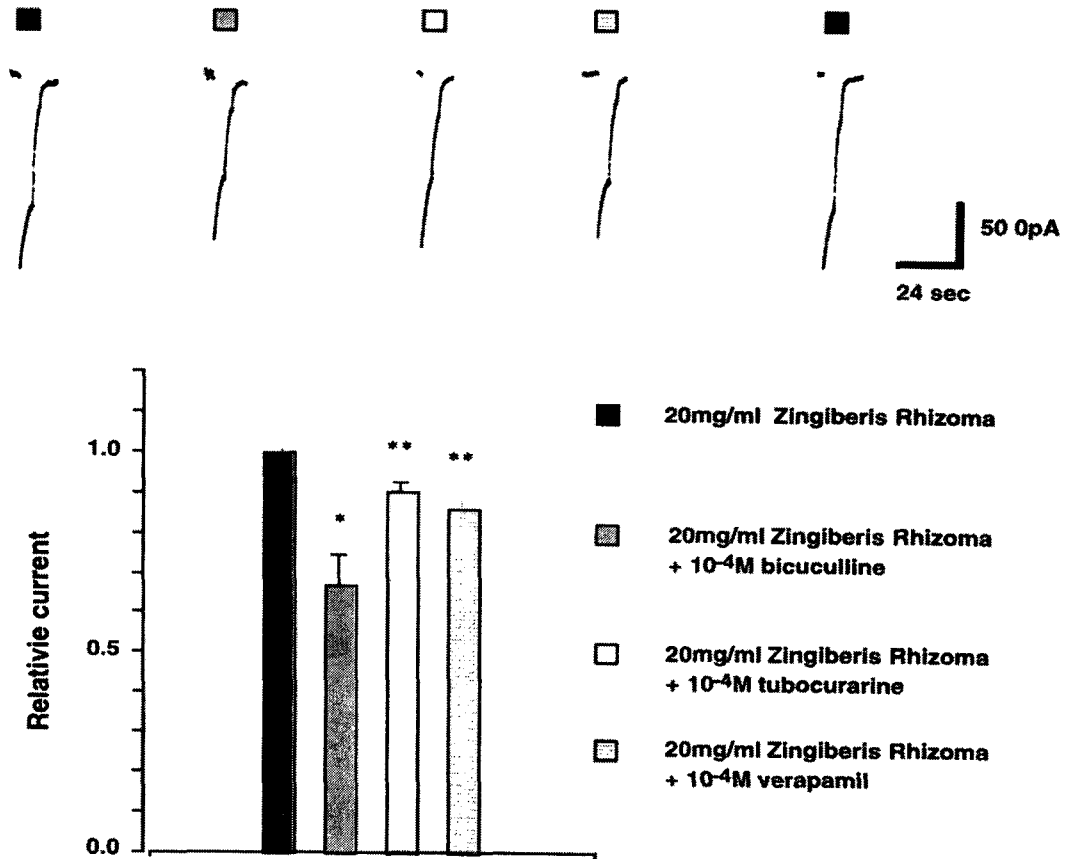 50 0pA
24 sec
1.0
0.5
0.0
Relativie current
*
**
**
20mg/ml Zingiberis Rhizoma
20mg/ml Zingiberis Rhizoma
+ 10-4M bicuculline
20mg/ml Zingiberis Rhizoma
+ 10-4M tubocurarine
20mg/ml Zingiberis Rhizoma
+ 10-4M verapamil